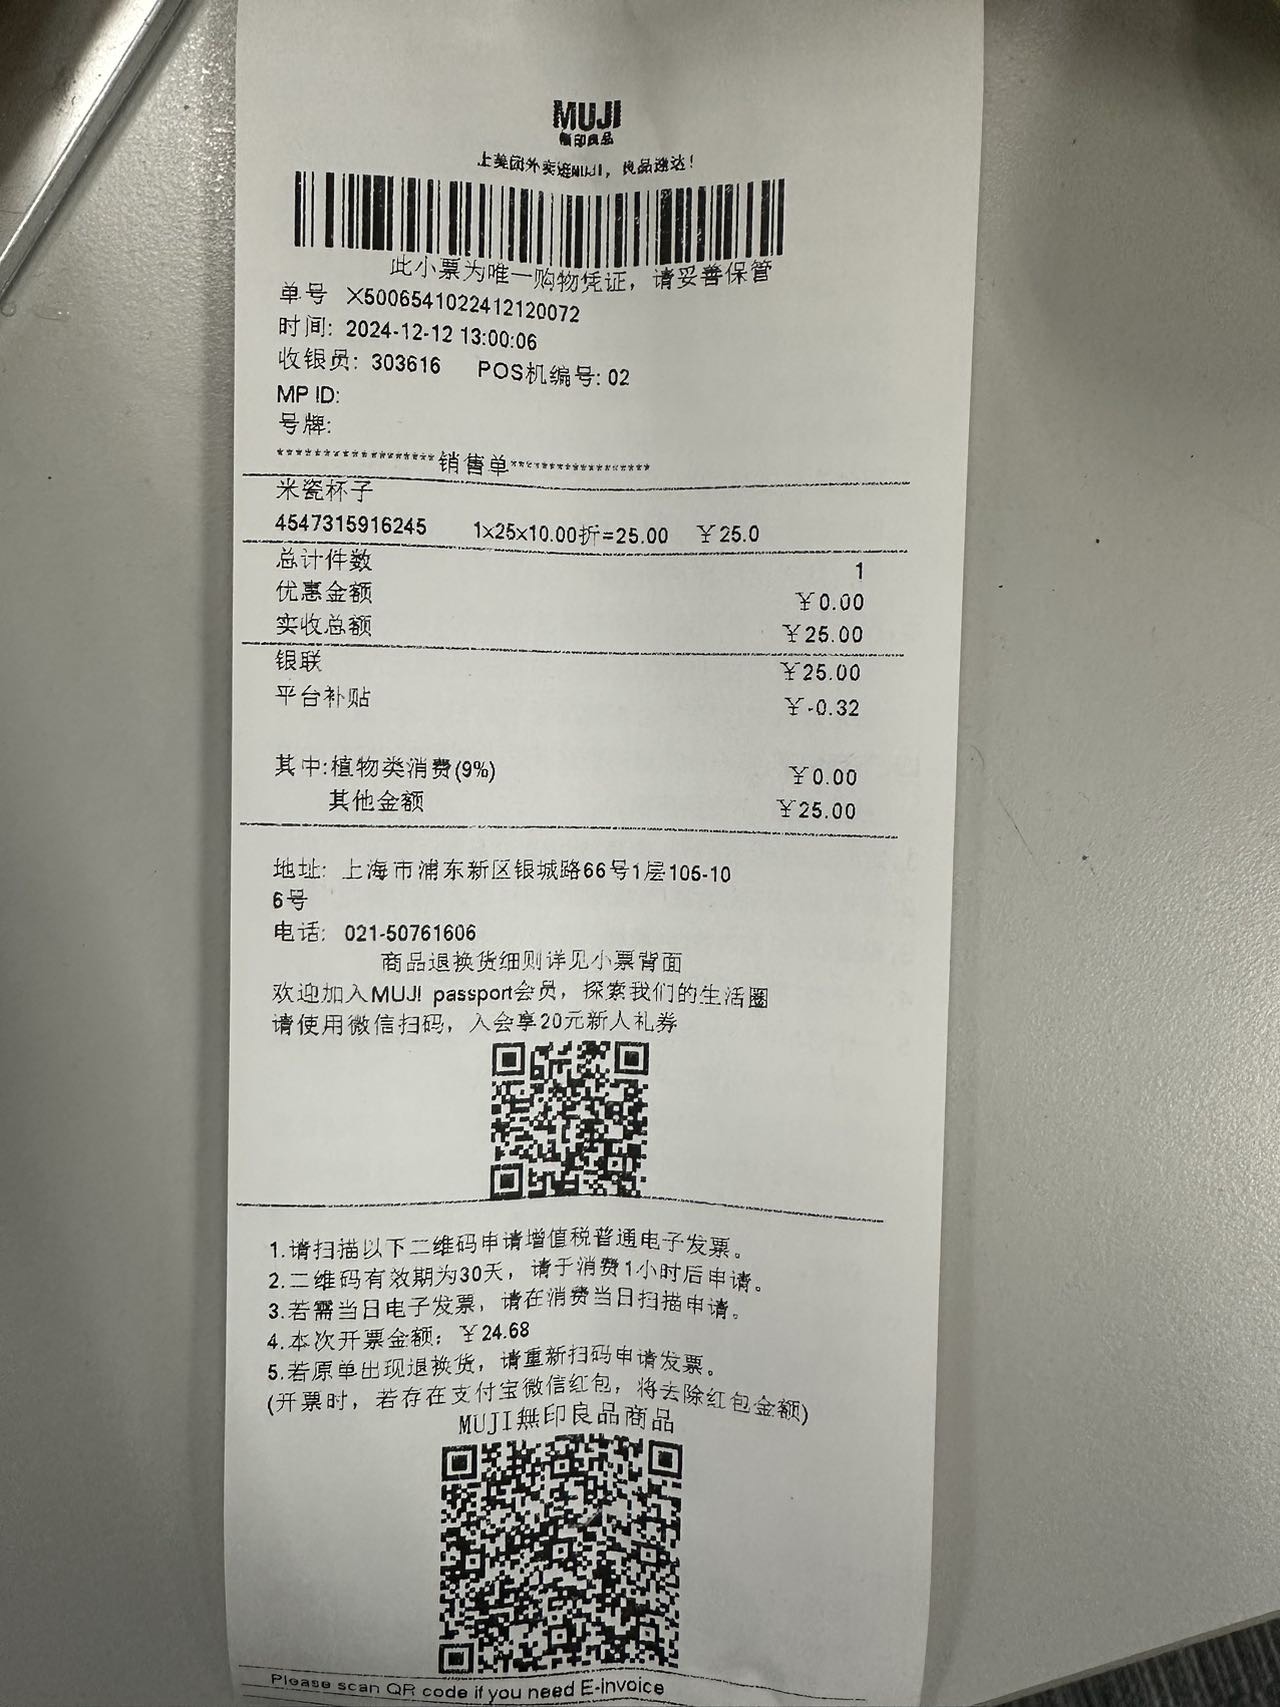 MUJI
無印良品
上美团外卖逛MUJI，良品速达！
此小票为唯一购物凭证，请妥善保管
单号 X5006541022412120072
时间: 2024-12-12 13:00:06
收银员: 303616 POS机编号: 02
MP ID:
号牌:
******************销售单******************
米瓷杯子
4547315916245 1x25x10.00折=25.00 ￥25.0
总计件数 1
优惠金额 ￥0.00
实收总额 ￥25.00
银联 ￥25.00
平台补贴 ￥-0.32
其中:植物类消费(9%) ￥0.00
其他金额 ￥25.00
地址: 上海市浦东新区银城路66号1层105-10
6号
电话: 021-50761606
商品退换货细则详见小票背面
欢迎加入MUJI passport会员，探索我们的生活圈
请使用微信扫码，入会享20元新人礼券
1.请扫描以下二维码申请增值税普通电子发票。
2.二维码有效期为30天，请于消费1小时后申请。
3.若需当日电子发票，请在消费当日扫描申请。
4.本次开票金额: ￥24.68
5.若原单出现退换货，请重新扫码申请发票。
(开票时，若存在支付宝微信红包，将去除红包金额)
MUJI無印良品商品
Please scan QR code if you need E-invoice